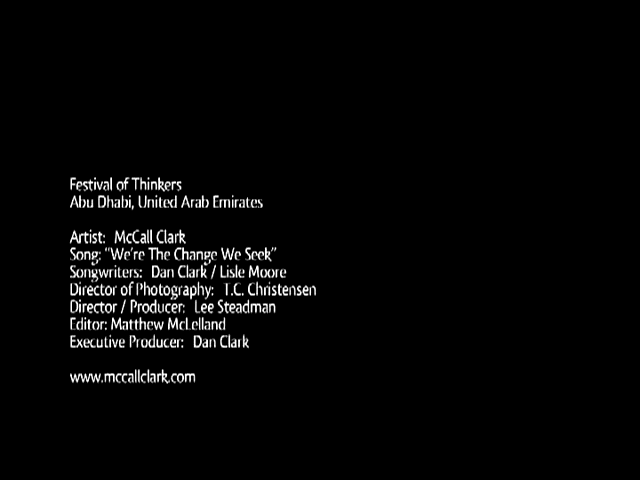 Festival of Thinkers
Abu Dhabi, United Arab Emirates
Artist: McCall Clark
Song: "We're The Change We Seek"
Songwriters: Dan Clark / Lisle Moore
Director of Photography: T.C. Christensen
Director / Producer: Lee Steadman
Editor: Matthew McLelland
Executive Producer: Dan Clark
www.mccallclark.com